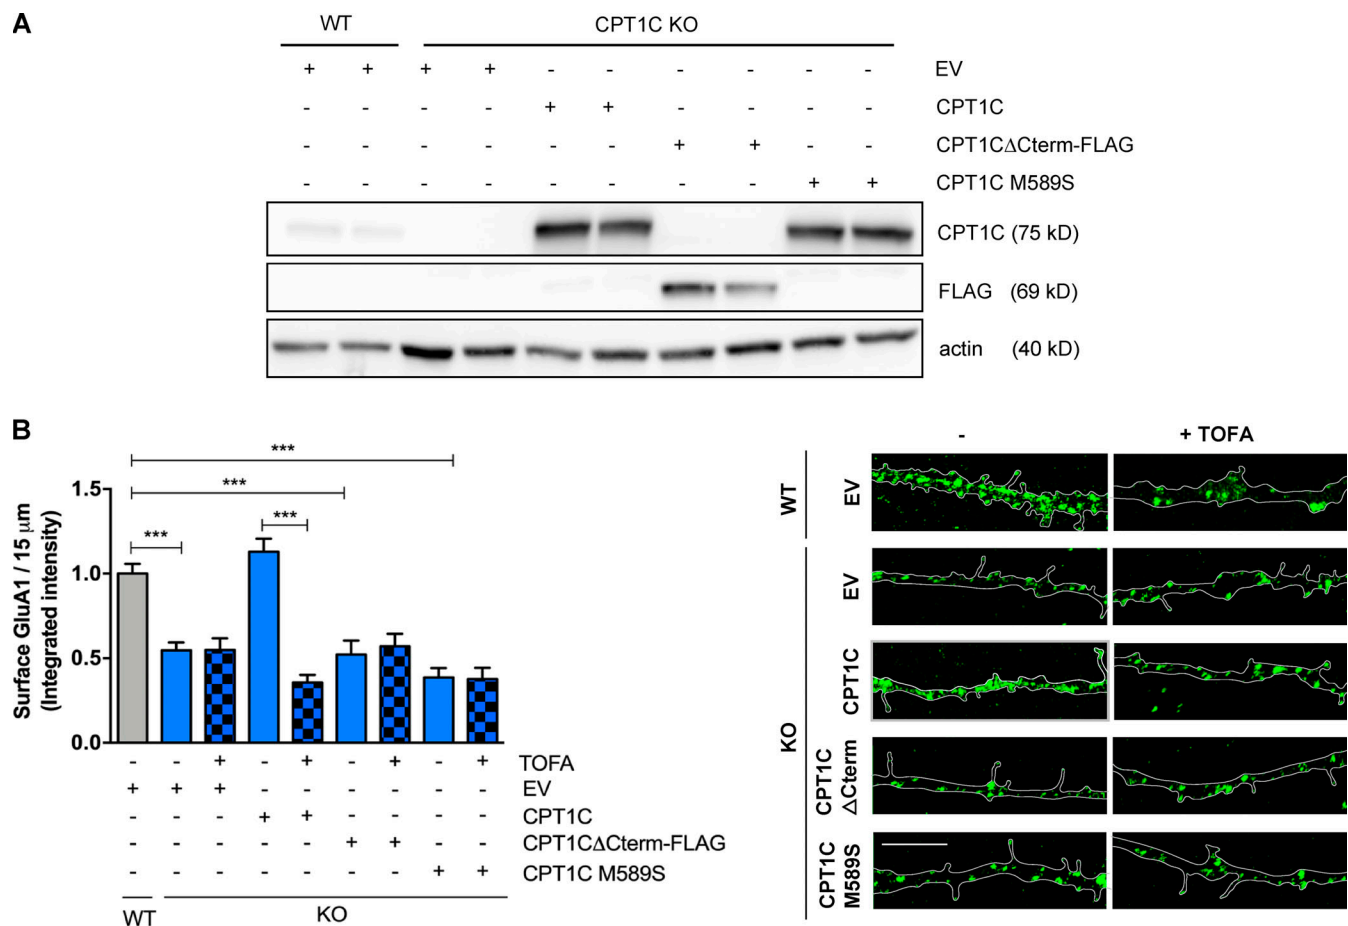 A
WT CPT1C KO
+ + + + - - - - - - EV
- - - - + + - - - - CPT1C
- - - - - - + + - - CPT1CΔCterm-FLAG
- - - - - - - - + + CPT1C M589S
CPT1C (75 kD)
FLAG (69 kD)
actin (40 kD)
B
***
***
*** ***
Surface GluA1 / 15 μm
(Integrated intensity)
1.5
1.0
0.5
0.0
- - + - + - + - + TOFA
+ + + - - - - - - EV
- - - + + - - - - CPT1C
- - - - - + + - - CPT1CΔCterm-FLAG
- - - - - - - + + CPT1C M589S
WT KO
- + TOFA
WT
EV
KO
EV
CPT1C
CPT1C
ΔCterm
CPT1C
M589S